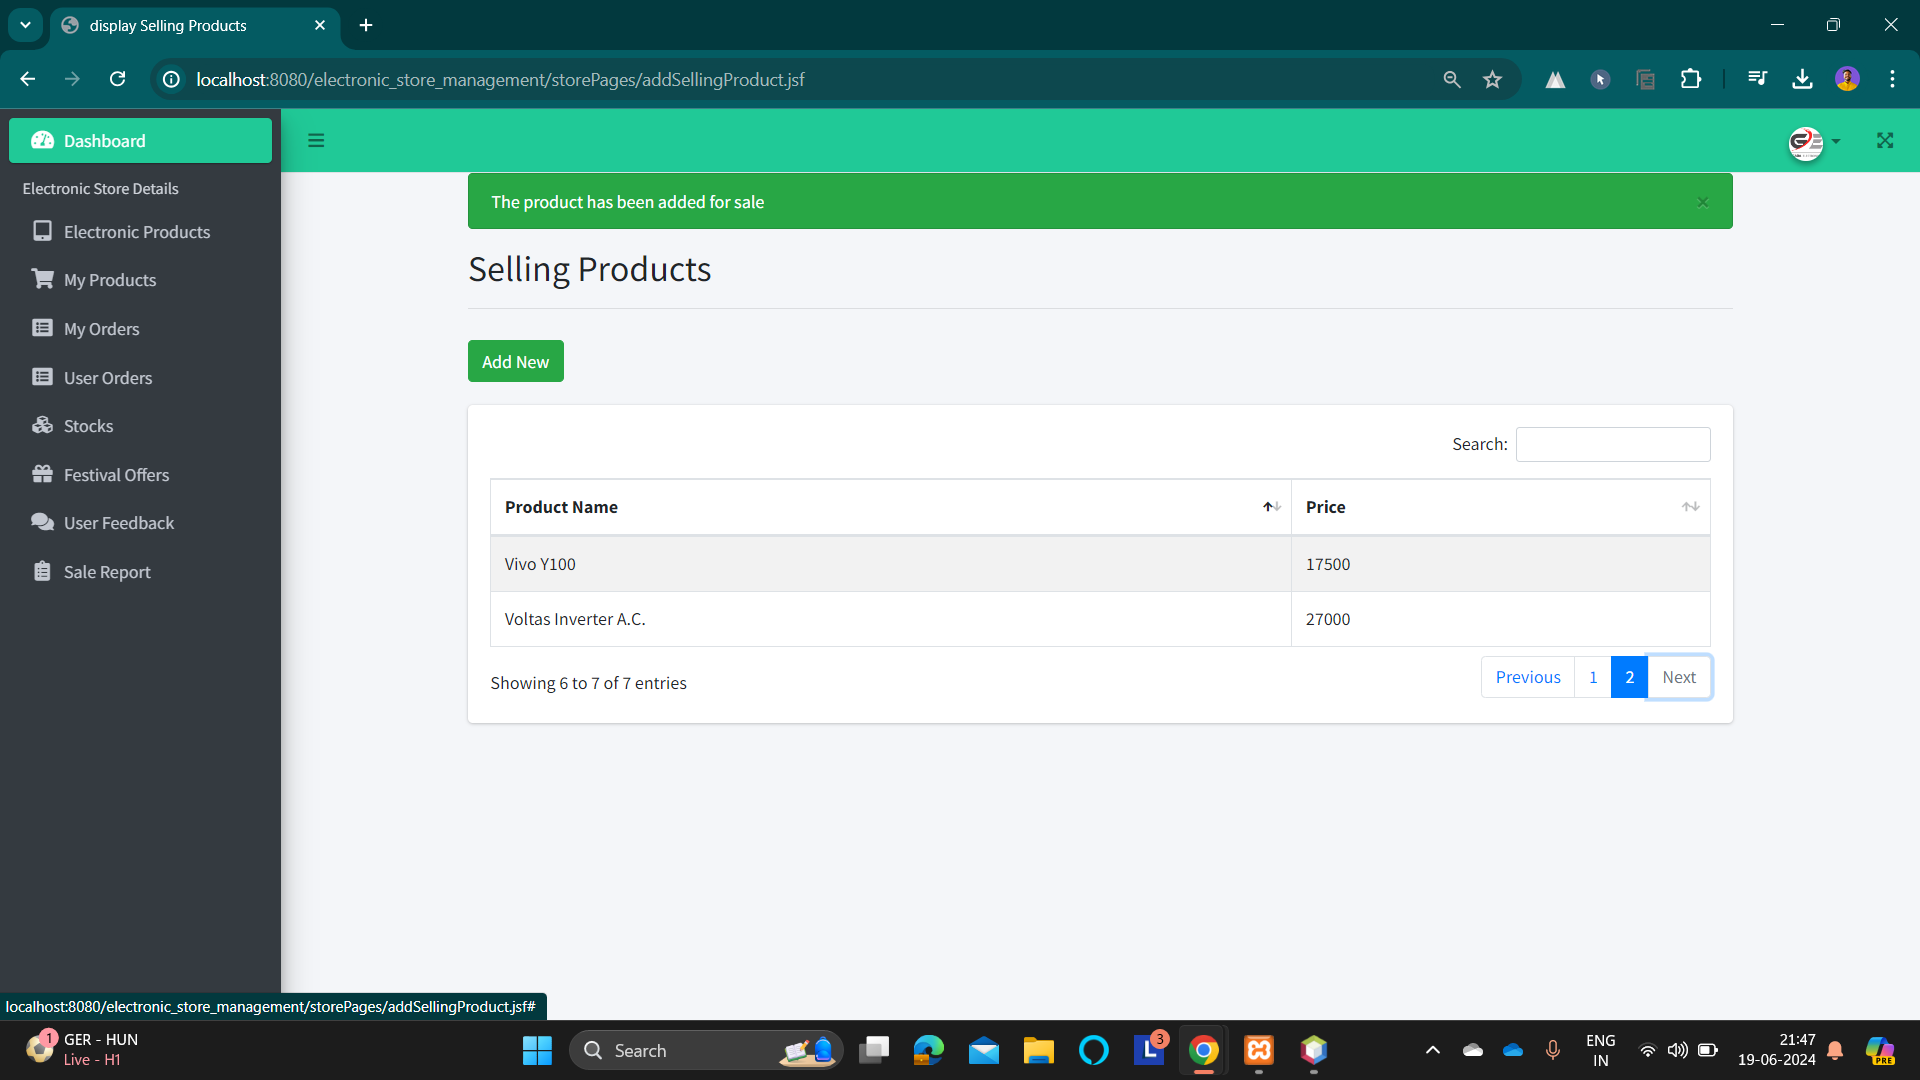 display Selling Products
localhost:8080/electronic_store_management/storePages/addSellingProduct.jsf
Dashboard
Electronic Store Details
Electronic Products
My Products
My Orders
User Orders
Stocks
Festival Offers
User Feedback
Sale Report
The product has been added for sale
×
Selling Products
Add New
Search:
Product Name Price
Vivo Y100 17500
Voltas Inverter A.C. 27000
Showing 6 to 7 of 7 entries
Previous 1 2 Next
localhost:8080/electronic_store_management/storePages/addSellingProduct.jsf#
1
GER - HUN
Live - H1
Search
L 3
ENG
IN
21:47
19-06-2024
PRE